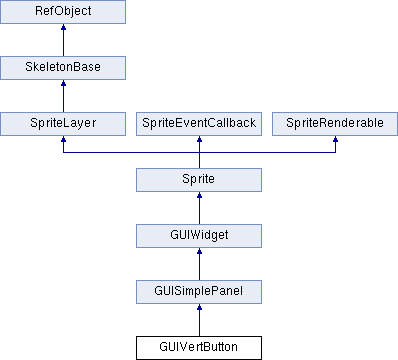 RefObject
SkeletonBase
SpriteLayer
SpriteEventCallback
SpriteRenderable
Sprite
GUIWidget
GUISimplePanel
GUIVertButton